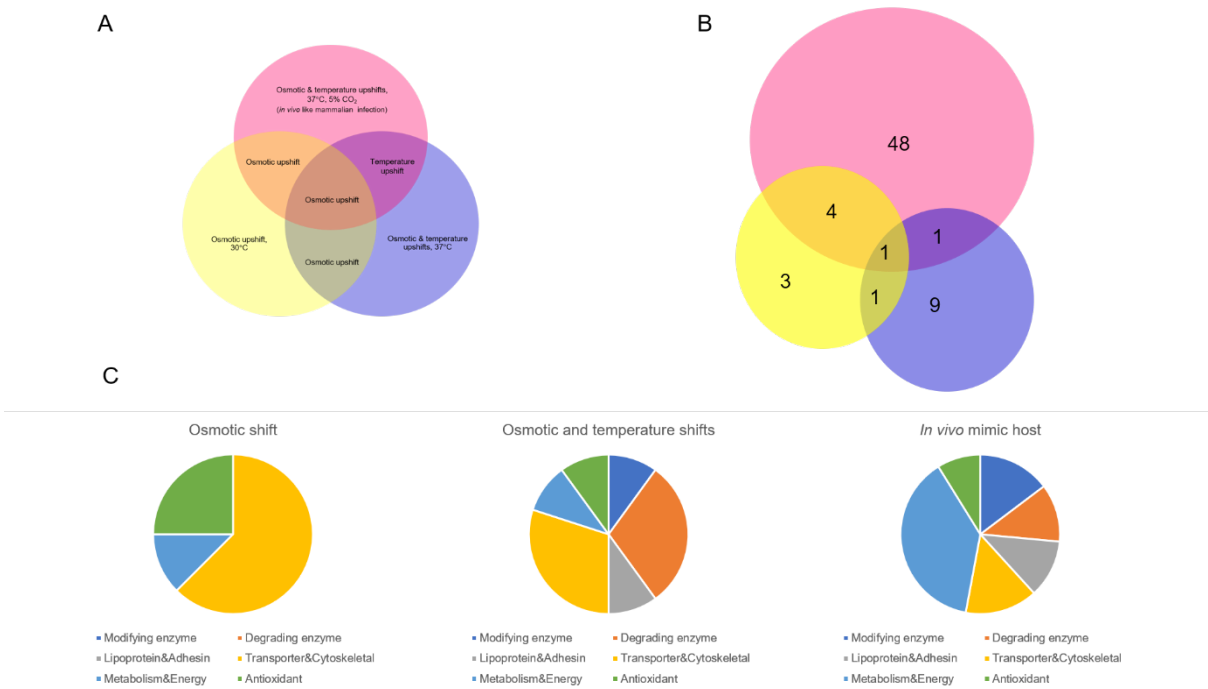 A
B
Osmotic & temperature upshifts,
37°C, 5% CO₂
(in vivo like mammalian infection)
Osmotic upshift
Temperature
upshift
Osmotic upshift
Osmotic upshift,
30°C
Osmotic & temperature
upshifts, 37°C
Osmotic upshift
48
4
1
1
3
1
9
C
Osmotic shift
Osmotic and temperature shifts
In vivo mimic host
Modifying enzyme Degrading enzyme
Lipoprotein&Adhesin Transporter&Cytoskeletal
Metabolism&Energy Antioxidant
Modifying enzyme Degrading enzyme
Lipoprotein&Adhesin Transporter&Cytoskeletal
Metabolism&Energy Antioxidant
Modifying enzyme Degrading enzyme
Lipoprotein&Adhesin Transporter&Cytoskeletal
Metabolism&Energy Antioxidant